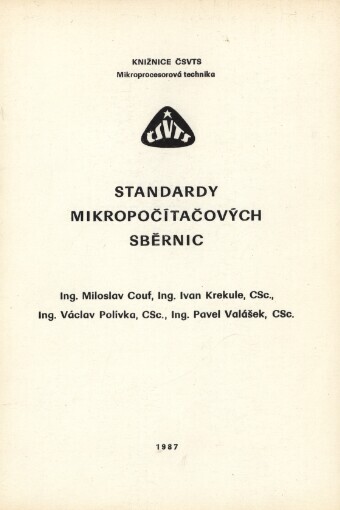 KNIŽNICE ČSVTS
Mikroprocesorová technika
ČSVTS
STANDARDY
MIKROPOČÍTAČOVÝCH
SBĚRNIC
Ing. Miloslav Couf, Ing. Ivan Krekule, CSc.,
Ing. Václav Polívka, CSc., Ing. Pavel Valášek, CSc.
1987